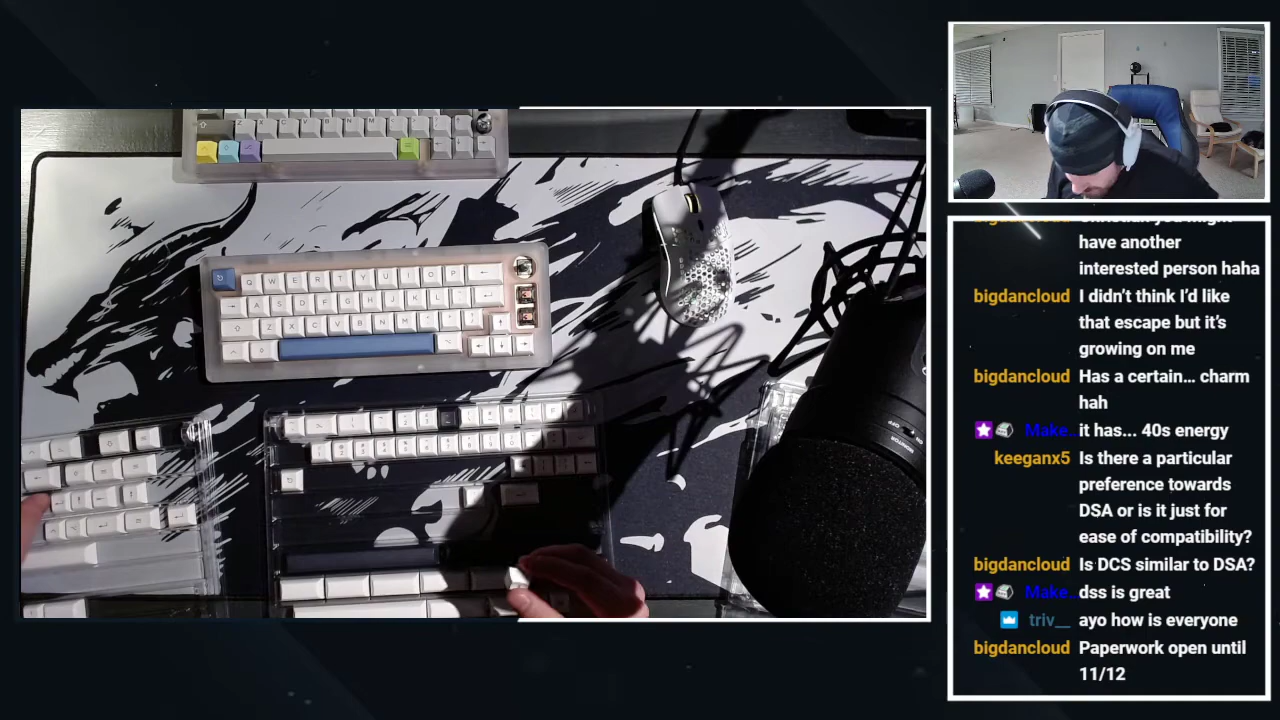 Q W E R T Y U I O P
A S D F G H J K L
Z X C V B N M
have another
interested person haha
bigdancloud I didn't think I'd like
that escape but it's
growing on me
bigdancloud Has a certain… charm
hah
Make… it has... 40s energy
keeganx5 Is there a particular
preference towards
DSA or is it just for
ease of compatibility?
bigdancloud Is DCS similar to DSA?
Make… dss is great
triv__ ayo how is everyone
bigdancloud Paperwork open until
11/12